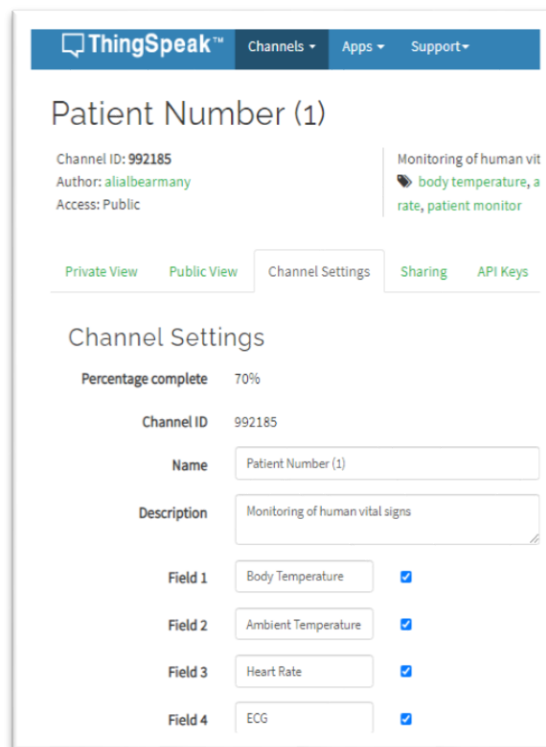 ThingSpeak™ Channels Apps Support
Patient Number (1)
Channel ID: 992185
Author: alialbearmany
Access: Public
Monitoring of human vit
body temperature, a
rate, patient monitor
Private View Public View Channel Settings Sharing API Keys
Channel Settings
Percentage complete 70%
Channel ID 992185
Name Patient Number (1)
Description Monitoring of human vital signs
Field 1 Body Temperature
Field 2 Ambient Temperature
Field 3 Heart Rate
Field 4 ECG